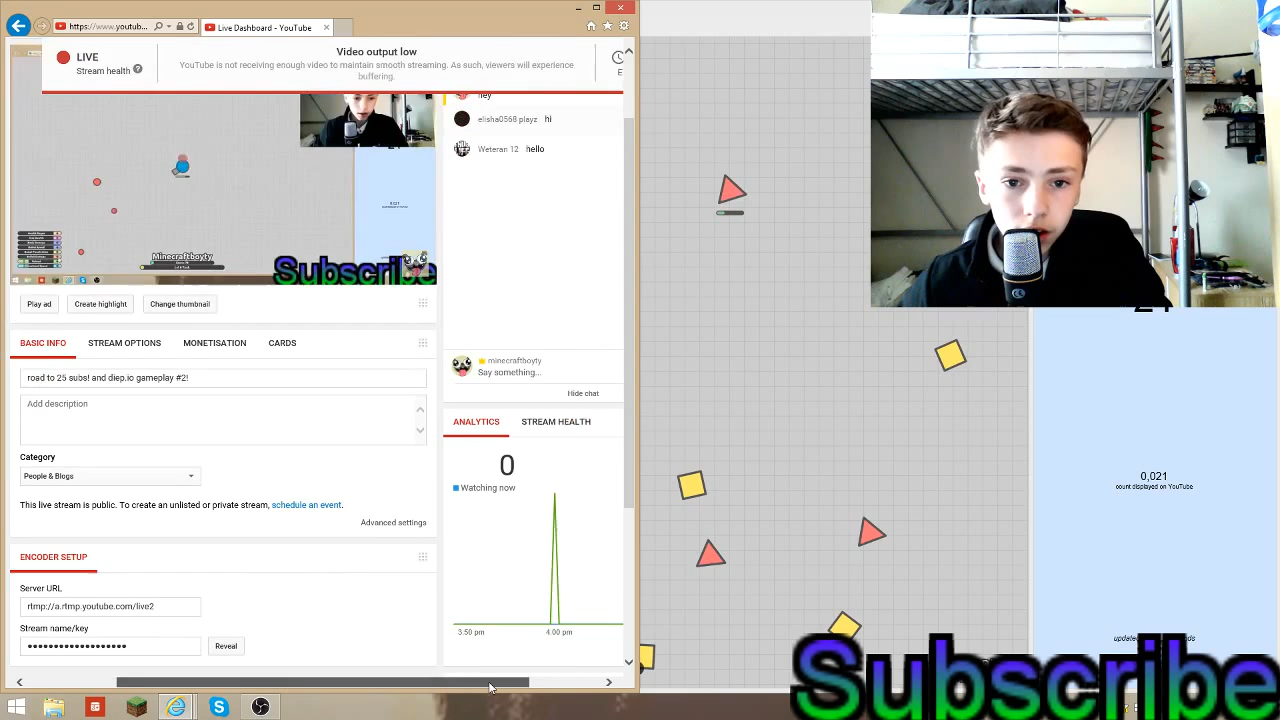 https://www.youtub...
Live Dashboard - YouTube
LIVE
Stream health
Video output low
YouTube is not receiving enough video to maintain smooth streaming. As such, viewers will experience
buffering.
hey
elisha0568 playz hi
Weteran 12 hello
Minecraftboyty
Subscribe
Play ad
Create highlight
Change thumbnail
minecraftboyty
Say something...
Hide chat
BASIC INFO
STREAM OPTIONS
MONETISATION
CARDS
road to 25 subs! and diep.io gameplay #2!
Add description
Category
People & Blogs
This live stream is public. To create an unlisted or private stream, schedule an event.
Advanced settings
ANALYTICS
STREAM HEALTH
0
Watching now
3:50 pm
4:00 pm
ENCODER SETUP
Server URL
rtmp://a.rtmp.youtube.com/live2
Stream name/key
Reveal
0,021
count displayed on YouTube
Subscribe